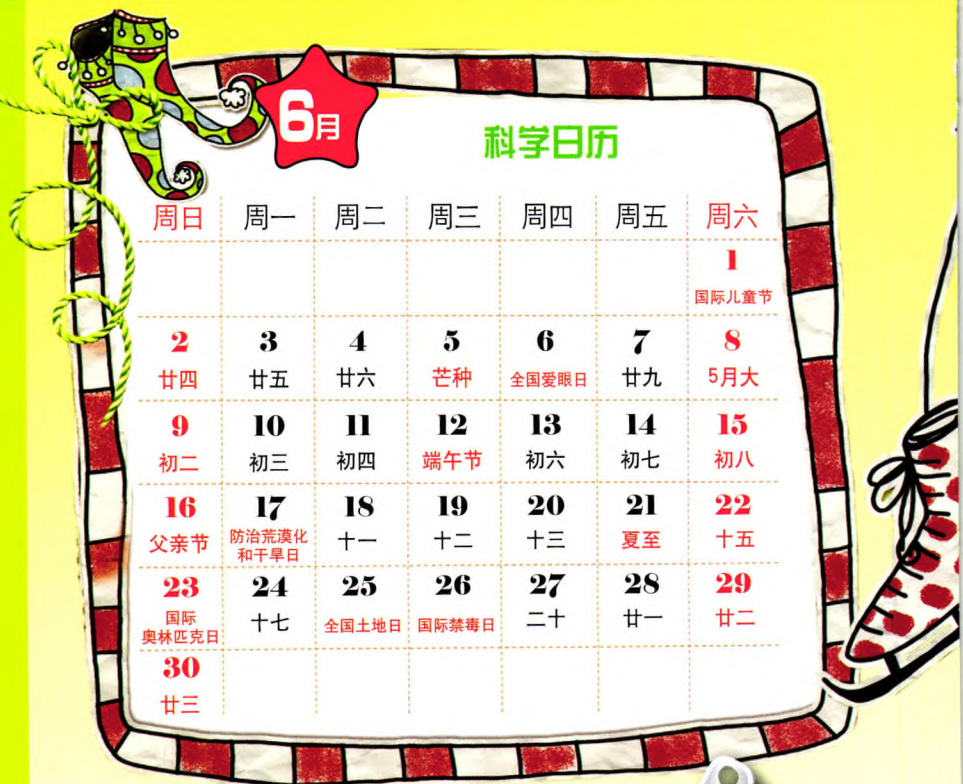 6月
科学日历
周日 周一 周二 周三 周四 周五 周六
1
国际儿童节
2 3 4 5 6 7 8
廿四 廿五 廿六 芒种 全国爱眼日 廿九 5月大
9 10 11 12 13 14 15
初二 初三 初四 端午节 初六 初七 初八
16 17 18 19 20 21 22
父亲节 防治荒漠化 十一 十二 十三 夏至 十五
和干旱日
23 24 25 26 27 28 29
国际 十七 全国土地日 国际禁毒日 二十 廿一 廿二
奥林匹克日
30
廿三